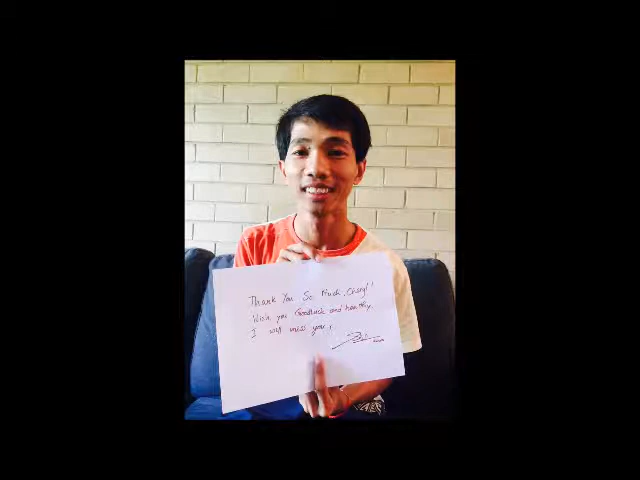 Thank You So Much, Cheryl!
Wish you Goodluck and healthy.
I will miss you,